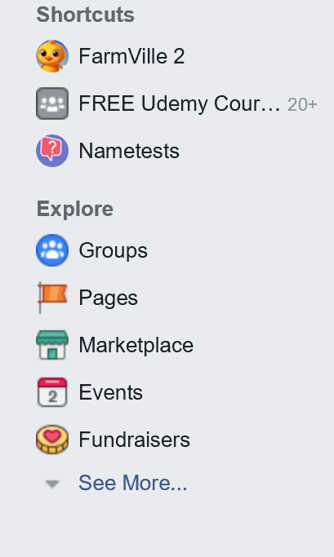 Shortcuts
FarmVille 2
FREE Udemy Cour... 20+
Nametests
Explore
Groups
Pages
Marketplace
2
Events
Fundraisers
See More...